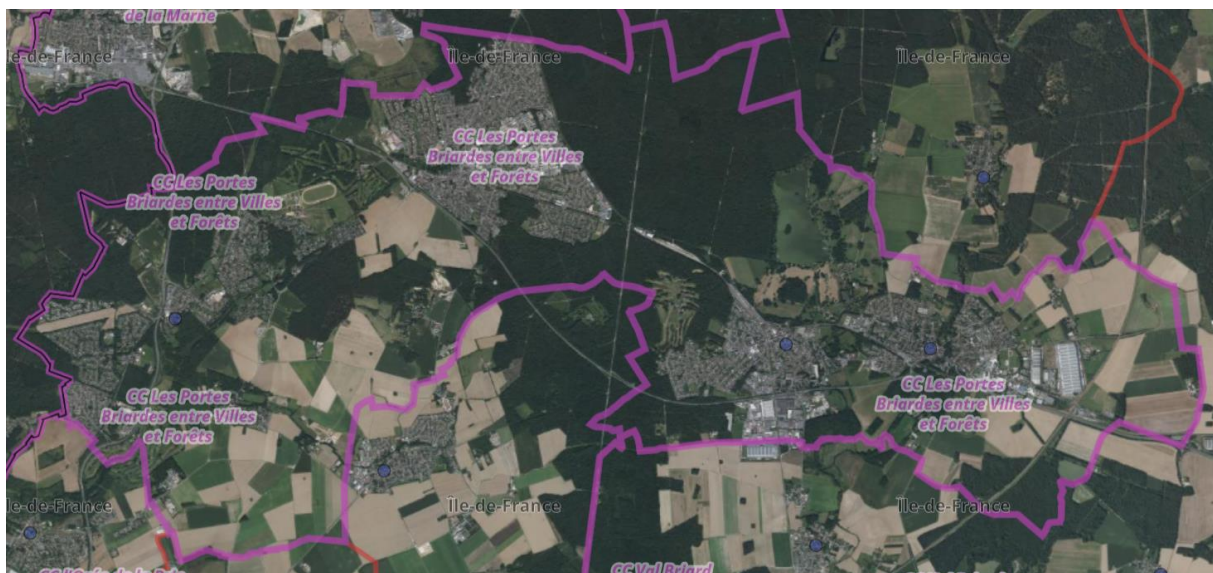 de la Marne
Île-de-France
Île-de-France
Île-de-France
CC Les Portes
Briardes entre Villes
et Forêts
CC Les Portes
Briardes entre Villes
et Forêts
CC Les Portes
Briardes entre Villes
et Forêts
CC Les Portes
Briardes entre Villes
et Forêts
Île-de-France
Île-de-France
Île-de-France
CC Val Briard